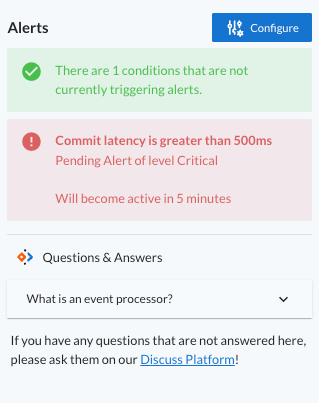 Alerts
Configure
There are 1 conditions that are not
currently triggering alerts.
Commit latency is greater than 500ms
Pending Alert of level Critical
Will become active in 5 minutes
Questions & Answers
What is an event processor?
If you have any questions that are not answered here,
please ask them on our Discuss Platform!